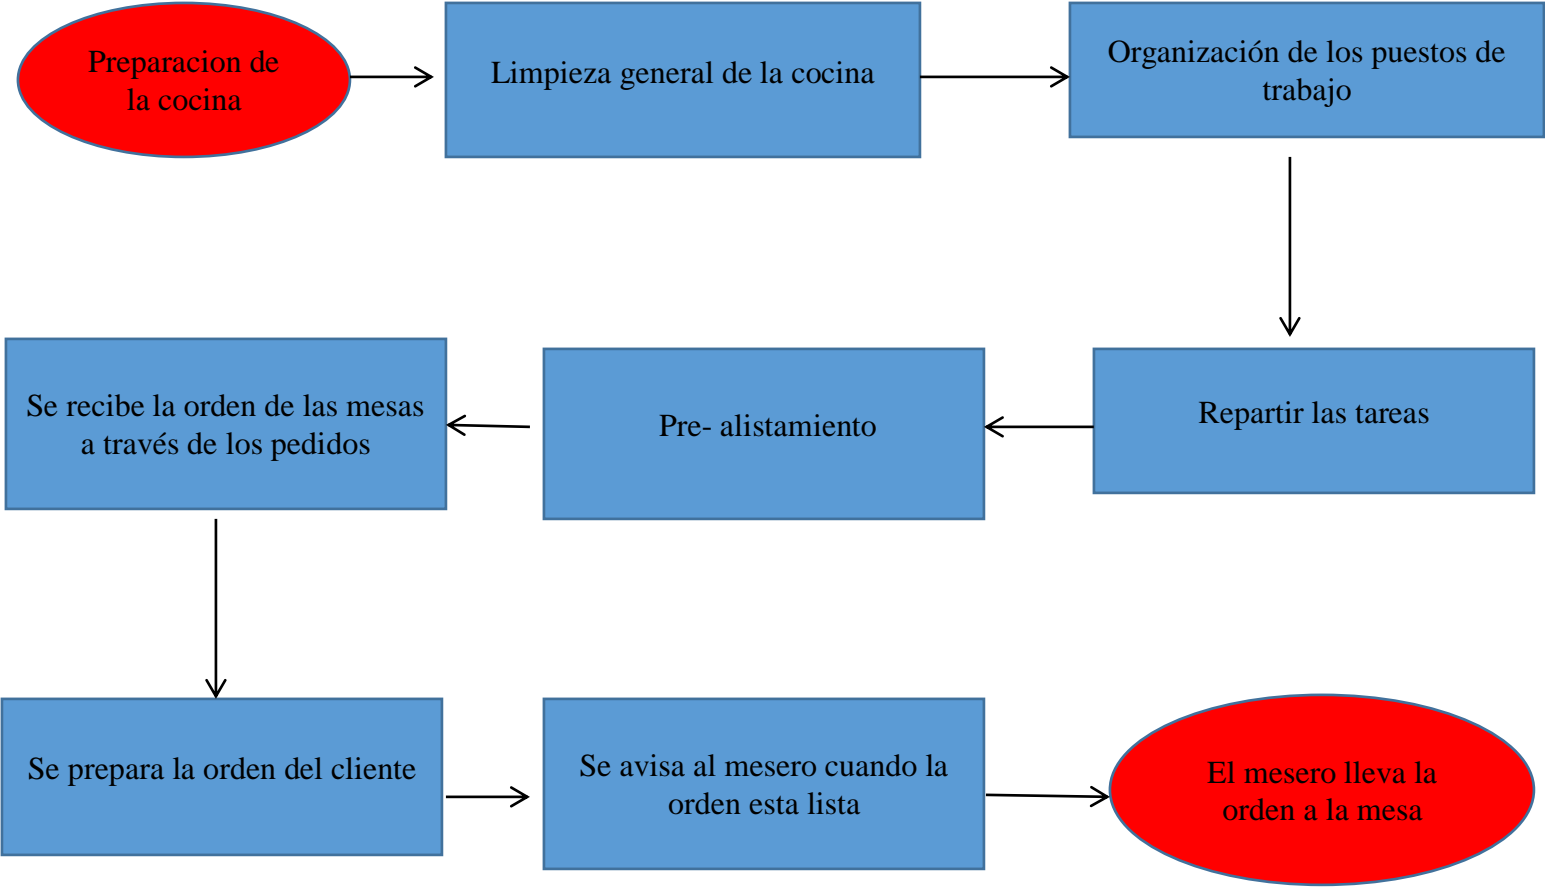 Preparacion de
la cocina
Limpieza general de la cocina
Organización de los puestos de
trabajo
Se recibe la orden de las mesas
a través de los pedidos
Pre- alistamiento
Repartir las tareas
Se prepara la orden del cliente
Se avisa al mesero cuando la
orden esta lista
El mesero lleva la
orden a la mesa